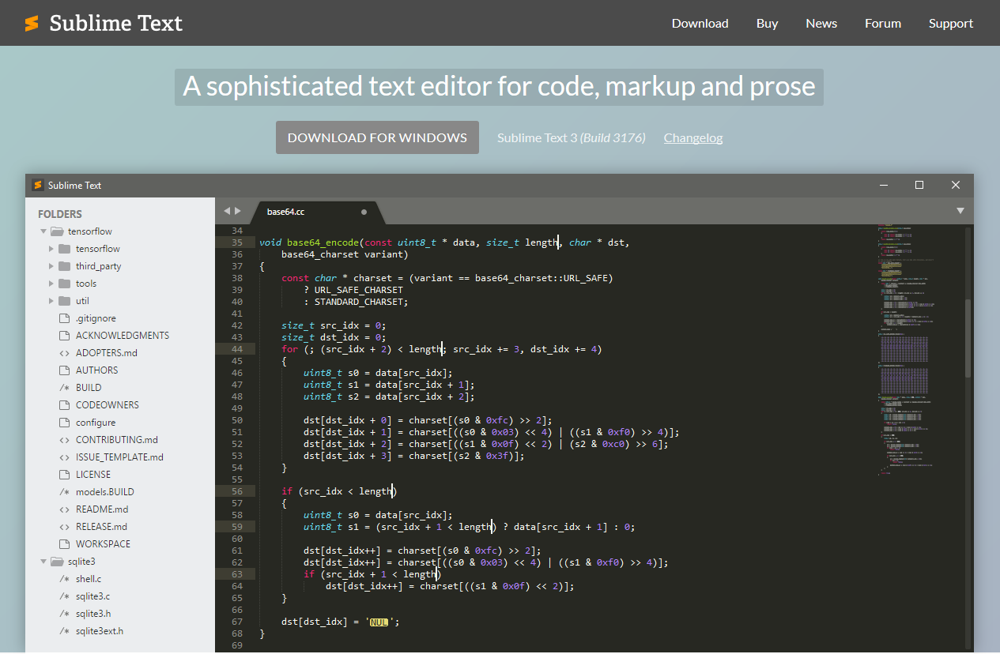 Sublime Text
Download Buy News Forum Support
A sophisticated text editor for code, markup and prose
DOWNLOAD FOR WINDOWS Sublime Text 3 (Build 3176) Changelog
Sublime Text
FOLDERS
tensorflow
tensorflow
third_party
tools
util
.gitignore
ACKNOWLEDGMENTS
<> ADOPTERS.md
AUTHORS
/* BUILD
CODEOWNERS
configure
<> CONTRIBUTING.md
<> ISSUE_TEMPLATE.md
LICENSE
/* models.BUILD
<> README.md
<> RELEASE.md
WORKSPACE
sqlite3
/* shell.c
/* sqlite3.c
/* sqlite3.h
/* sqlite3ext.h
base64.cc
34
35 void base64_encode(const uint8_t * data, size_t length, char * dst,
36     base64_charset variant)
37 {
38     const char * charset = (variant == base64_charset::URL_SAFE)
39         ? URL_SAFE_CHARSET
40         : STANDARD_CHARSET;
41
42     size_t src_idx = 0;
43     size_t dst_idx = 0;
44     for (; (src_idx + 2) < length; src_idx += 3, dst_idx += 4)
45     {
46         uint8_t s0 = data[src_idx];
47         uint8_t s1 = data[src_idx + 1];
48         uint8_t s2 = data[src_idx + 2];
49
50         dst[dst_idx + 0] = charset[(s0 & 0xfc) >> 2];
51         dst[dst_idx + 1] = charset[((s0 & 0x03) << 4) | ((s1 & 0xf0) >> 4)];
52         dst[dst_idx + 2] = charset[((s1 & 0x0f) << 2) | (s2 & 0xc0) >> 6];
53         dst[dst_idx + 3] = charset[(s2 & 0x3f)];
54     }
55
56     if (src_idx < length)
57     {
58         uint8_t s0 = data[src_idx];
59         uint8_t s1 = (src_idx + 1 < length) ? data[src_idx + 1] : 0;
60
61         dst[dst_idx++] = charset[(s0 & 0xfc) >> 2];
62         dst[dst_idx++] = charset[((s0 & 0x03) << 4) | ((s1 & 0xf0) >> 4)];
63         if (src_idx + 1 < length)
64             dst[dst_idx++] = charset[((s1 & 0x0f) << 2)];
65     }
66
67     dst[dst_idx] = 'NUL';
68 }
69